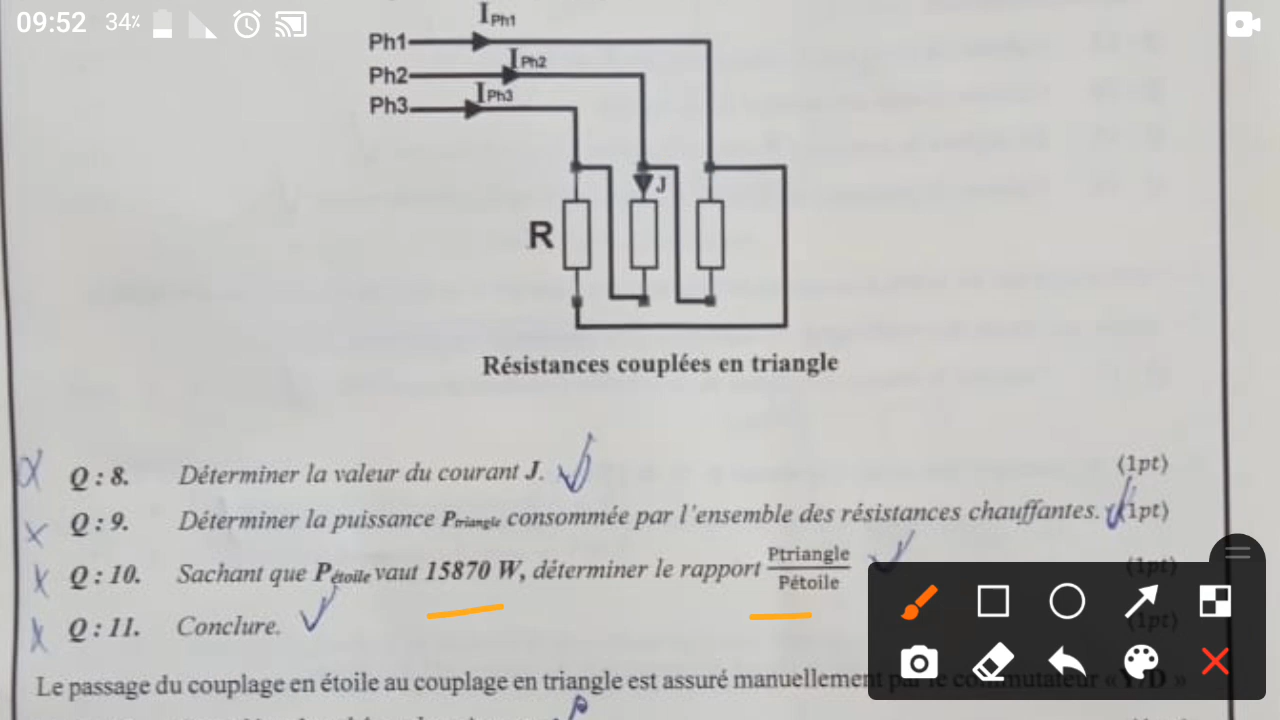 09:52 34%
IPh1
Ph1
IPh2
Ph2
IPh3
Ph3
J
R
Résistances couplées en triangle
Q : 8. Déterminer la valeur du courant J. (1pt)
Q : 9. Déterminer la puissance Ptriangle consommée par l'ensemble des résistances chauffantes. (1pt)
Q : 10. Sachant que Pétoile vaut 15870 W, déterminer le rapport Ptriangle / Pétoile (1pt)
Q : 11. Conclure. (1pt)
Le passage du couplage en étoile au couplage en triangle est assuré manuellement par le commutateur « Y/D »